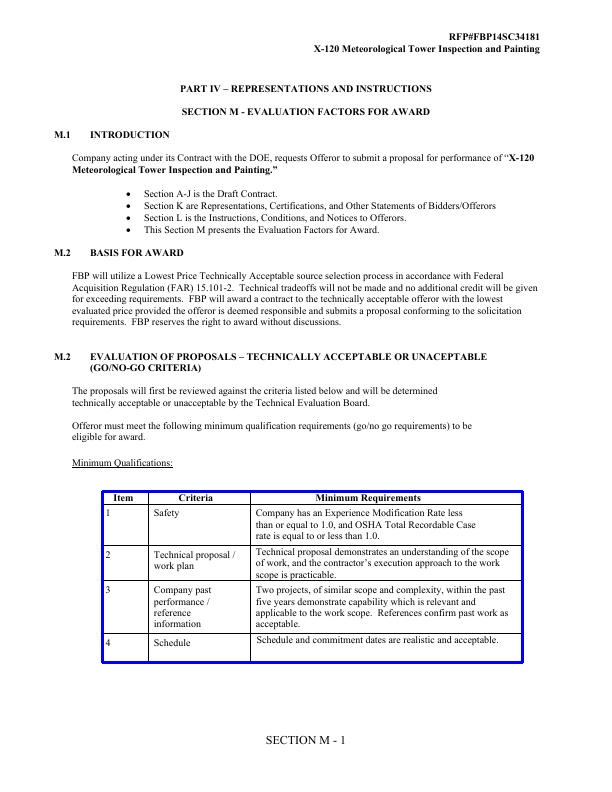 RFP#FBP14SC34181
X-120 Meteorological Tower Inspection and Painting
PART IV – REPRESENTATIONS AND INSTRUCTIONS
SECTION M - EVALUATION FACTORS FOR AWARD
M.1 INTRODUCTION
Company acting under its Contract with the DOE, requests Offeror to submit a proposal for performance of “X-120
Meteorological Tower Inspection and Painting.”
• Section A-J is the Draft Contract.
• Section K are Representations, Certifications, and Other Statements of Bidders/Offerors
• Section L is the Instructions, Conditions, and Notices to Offerors.
• This Section M presents the Evaluation Factors for Award.
M.2 BASIS FOR AWARD
FBP will utilize a Lowest Price Technically Acceptable source selection process in accordance with Federal
Acquisition Regulation (FAR) 15.101-2. Technical tradeoffs will not be made and no additional credit will be given
for exceeding requirements. FBP will award a contract to the technically acceptable offeror with the lowest
evaluated price provided the offeror is deemed responsible and submits a proposal conforming to the solicitation
requirements. FBP reserves the right to award without discussions.
M.2 EVALUATION OF PROPOSALS – TECHNICALLY ACCEPTABLE OR UNACEPTABLE
(GO/NO-GO CRITERIA)
The proposals will first be reviewed against the criteria listed below and will be determined
technically acceptable or unacceptable by the Technical Evaluation Board.
Offeror must meet the following minimum qualification requirements (go/no go requirements) to be
eligible for award.
Minimum Qualifications:
Item Criteria Minimum Requirements
1 Safety Company has an Experience Modification Rate less
than or equal to 1.0, and OSHA Total Recordable Case
rate is equal to or less than 1.0.
2 Technical proposal / Technical proposal demonstrates an understanding of the scope
work plan of work, and the contractor’s execution approach to the work
scope is practicable.
3 Company past Two projects, of similar scope and complexity, within the past
performance / five years demonstrate capability which is relevant and
reference applicable to the work scope. References confirm past work as
information acceptable.
4 Schedule Schedule and commitment dates are realistic and acceptable.
SECTION M - 1